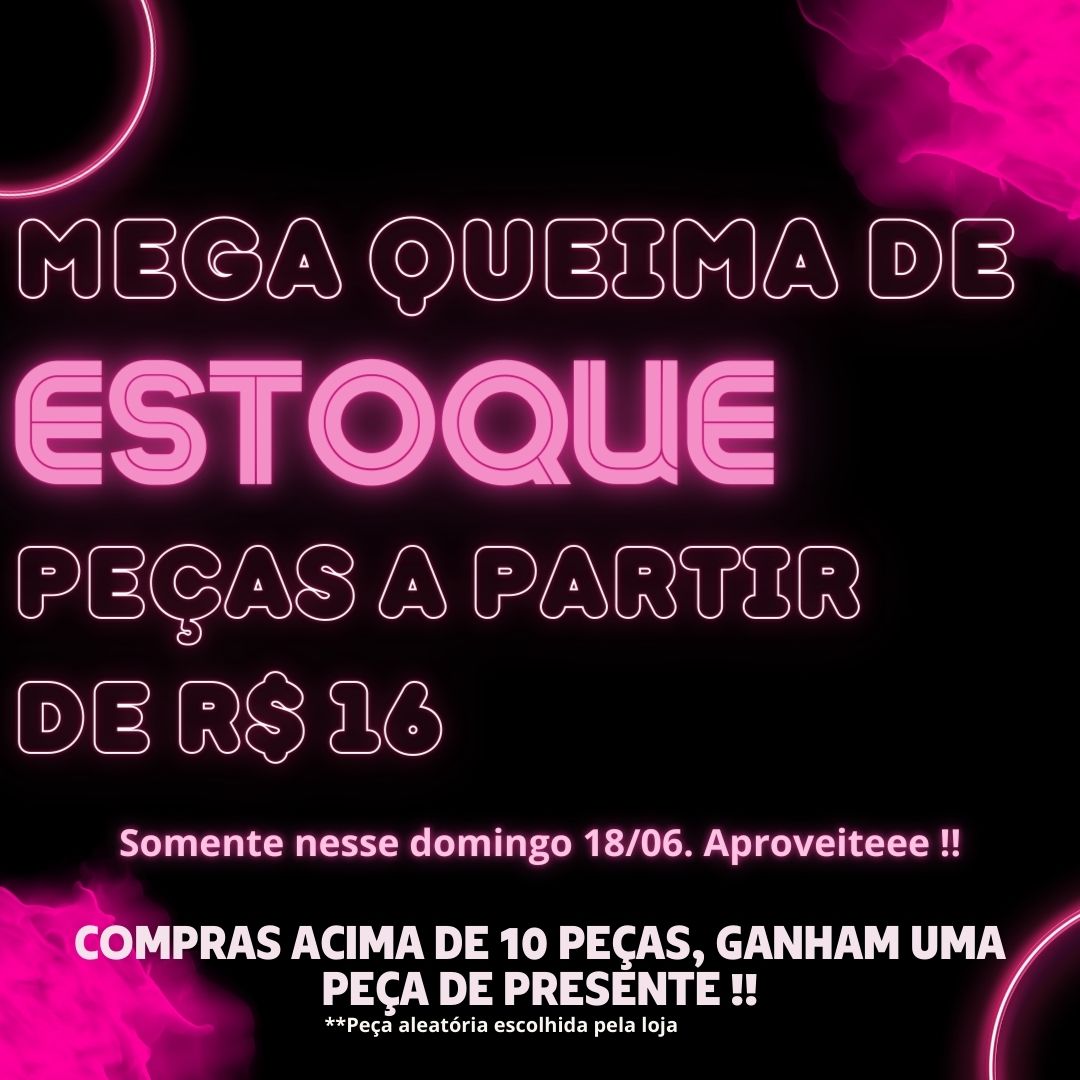 MEGA QUEIMA DE
ESTOQUE
PEÇAS A PARTIR
DE R$ 16
Somente nesse domingo 18/06. Aproveiteee !!
COMPRAS ACIMA DE 10 PEÇAS, GANHAM UMA
PEÇA DE PRESENTE !!
**Peça aleatória escolhida pela loja